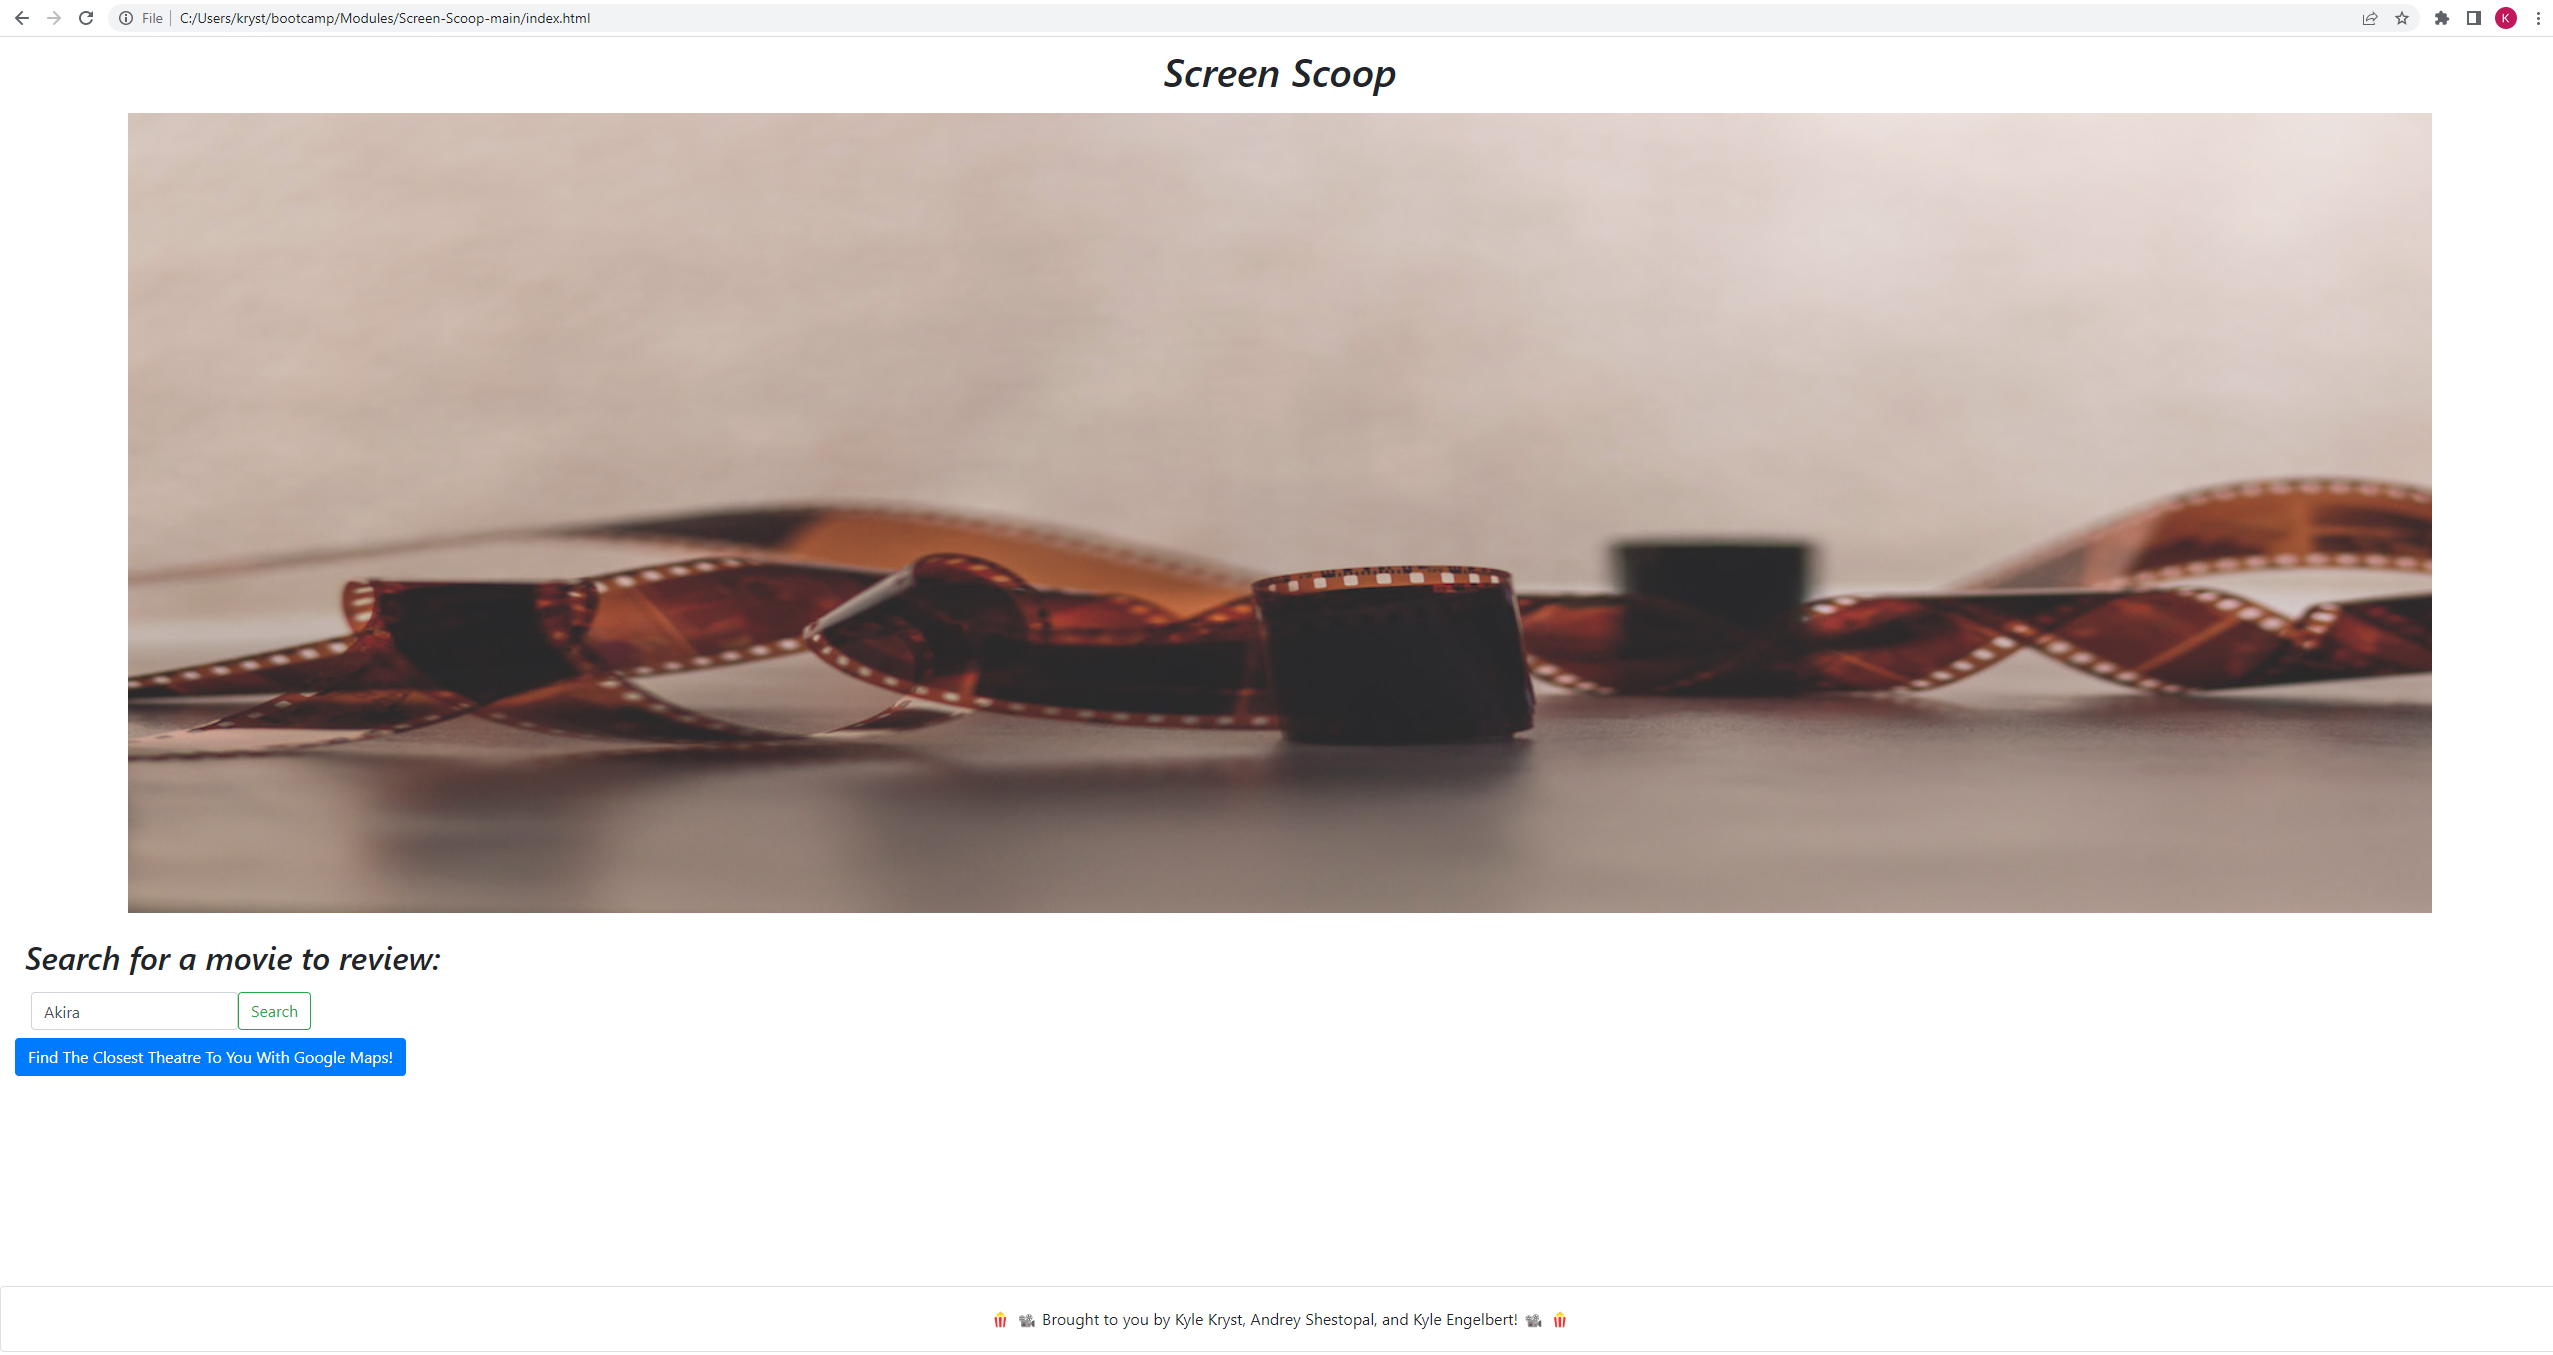 File | C:/Users/kryst/bootcamp/Modules/Screen-Scoop-main/index.html
K
Screen Scoop
Search for a movie to review:
Akira
Search
Find The Closest Theatre To You With Google Maps!
🍿 📽 Brought to you by Kyle Kryst, Andrey Shestopal, and Kyle Engelbert! 📽 🍿